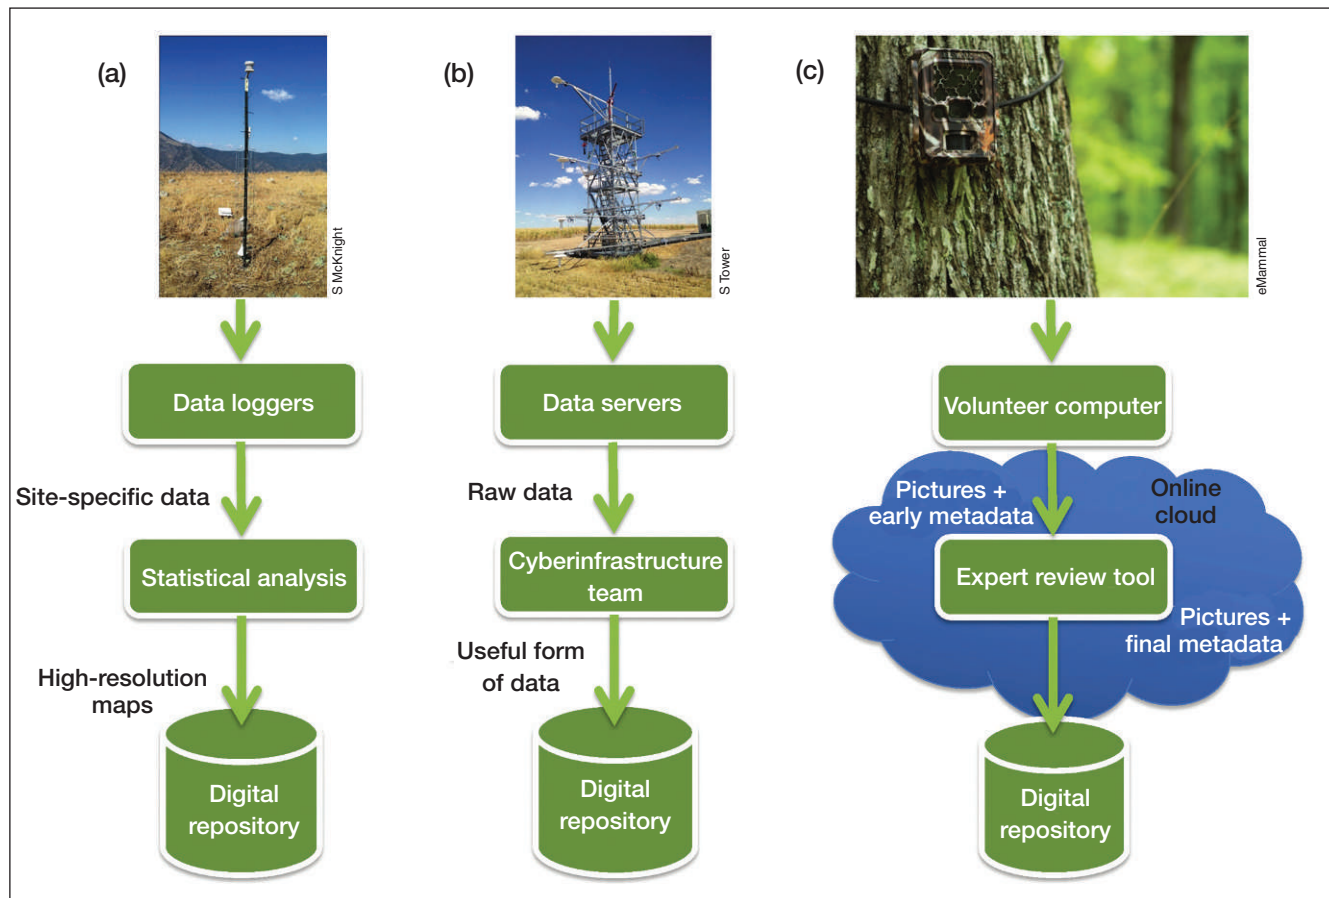 (a)
S McKnight
Data loggers
Site-specific data
Statistical analysis
High-resolution
maps
Digital
repository
(b)
S Tower
Data servers
Raw data
Cyberinfrastructure
team
Useful form
of data
Digital
repository
(c)
eMammal
Volunteer computer
Pictures +
early metadata
Online
cloud
Expert review tool
Pictures +
final metadata
Digital
repository